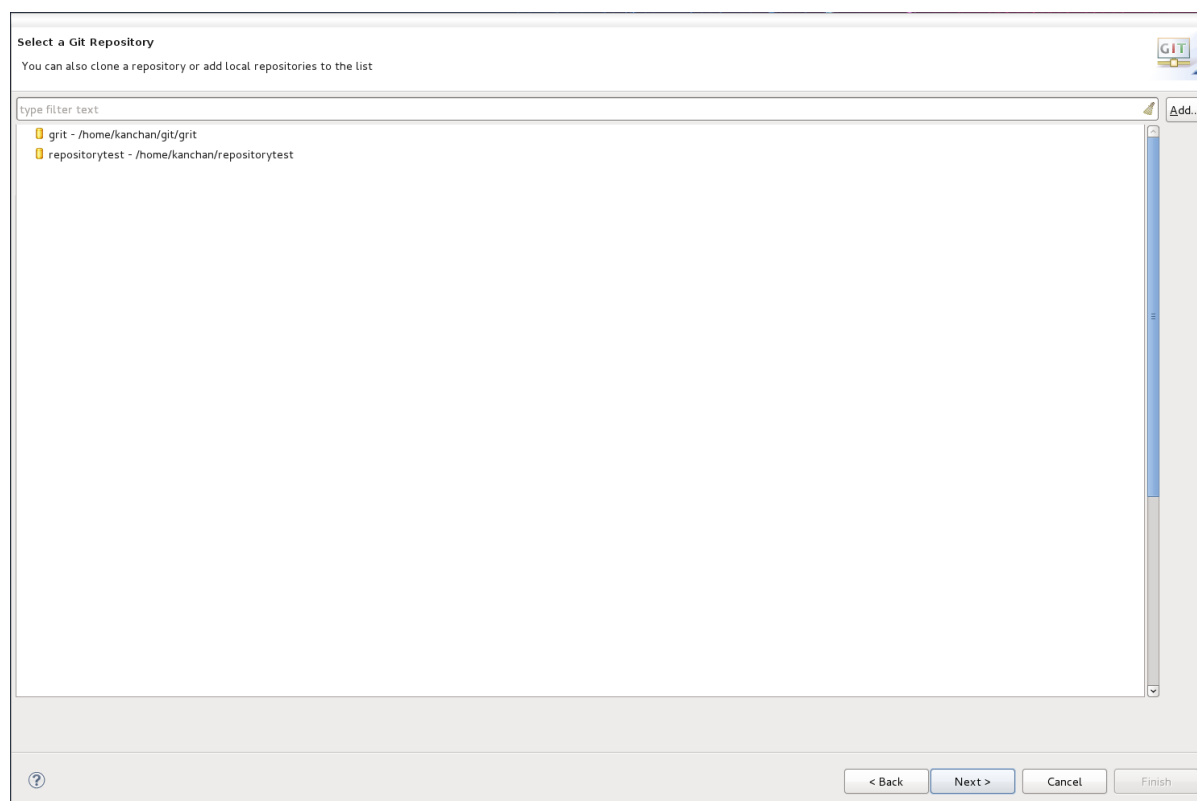 Select a Git Repository
You can also clone a repository or add local repositories to the list
GIT
type filter text
Add..
grit - /home/kanchan/git/grit
repositorytest - /home/kanchan/repositorytest
?
< Back Next > Cancel Finish